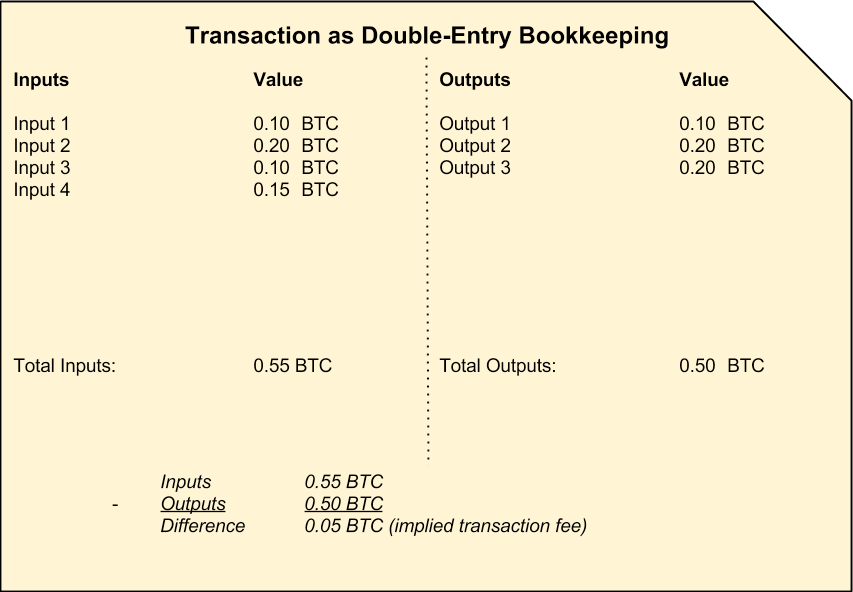 Transaction as Double-Entry Bookkeeping
Inputs Value Outputs Value
Input 1 0.10 BTC Output 1 0.10 BTC
Input 2 0.20 BTC Output 2 0.20 BTC
Input 3 0.10 BTC Output 3 0.20 BTC
Input 4 0.15 BTC
Total Inputs: 0.55 BTC Total Outputs: 0.50 BTC
Inputs 0.55 BTC
- Outputs 0.50 BTC
Difference 0.05 BTC (implied transaction fee)